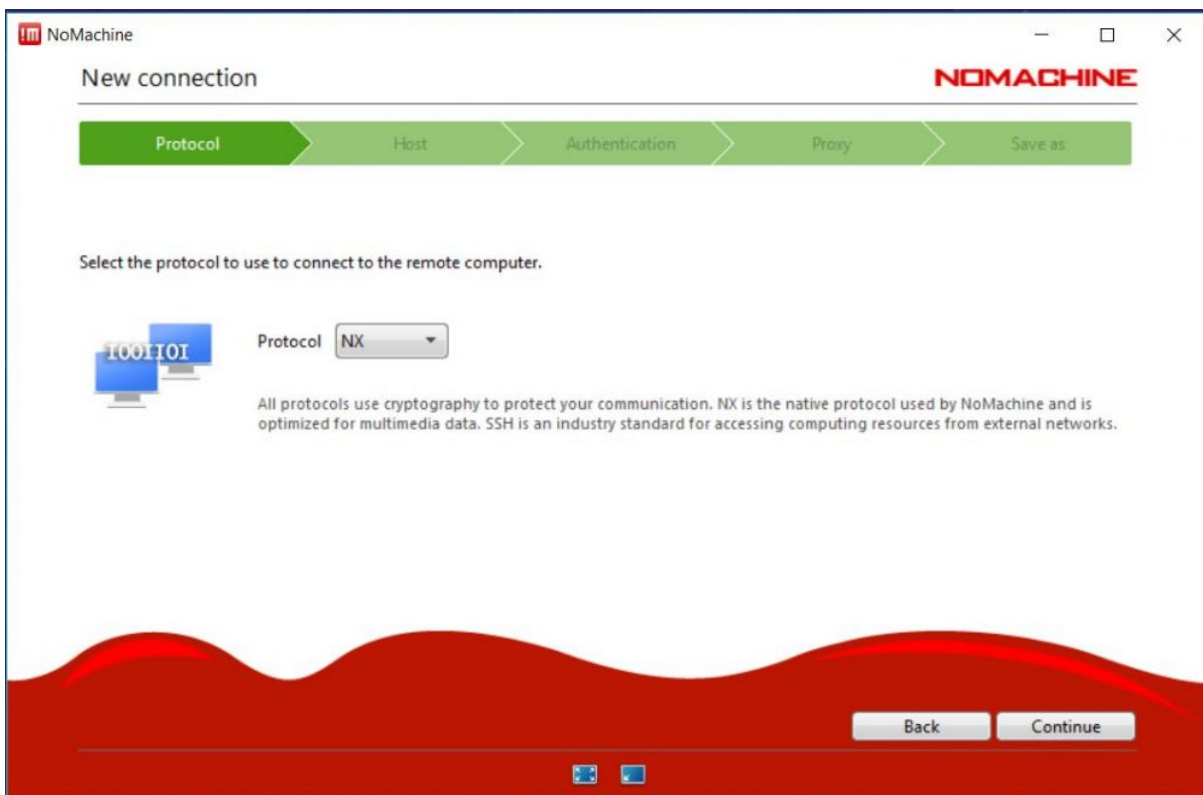 !m NoMachine
New connection
NOMACHINE
Protocol Host Authentication Proxy Save as
Select the protocol to use to connect to the remote computer.
1001101
Protocol NX
All protocols use cryptography to protect your communication. NX is the native protocol used by NoMachine and is
optimized for multimedia data. SSH is an industry standard for accessing computing resources from external networks.
Back Continue